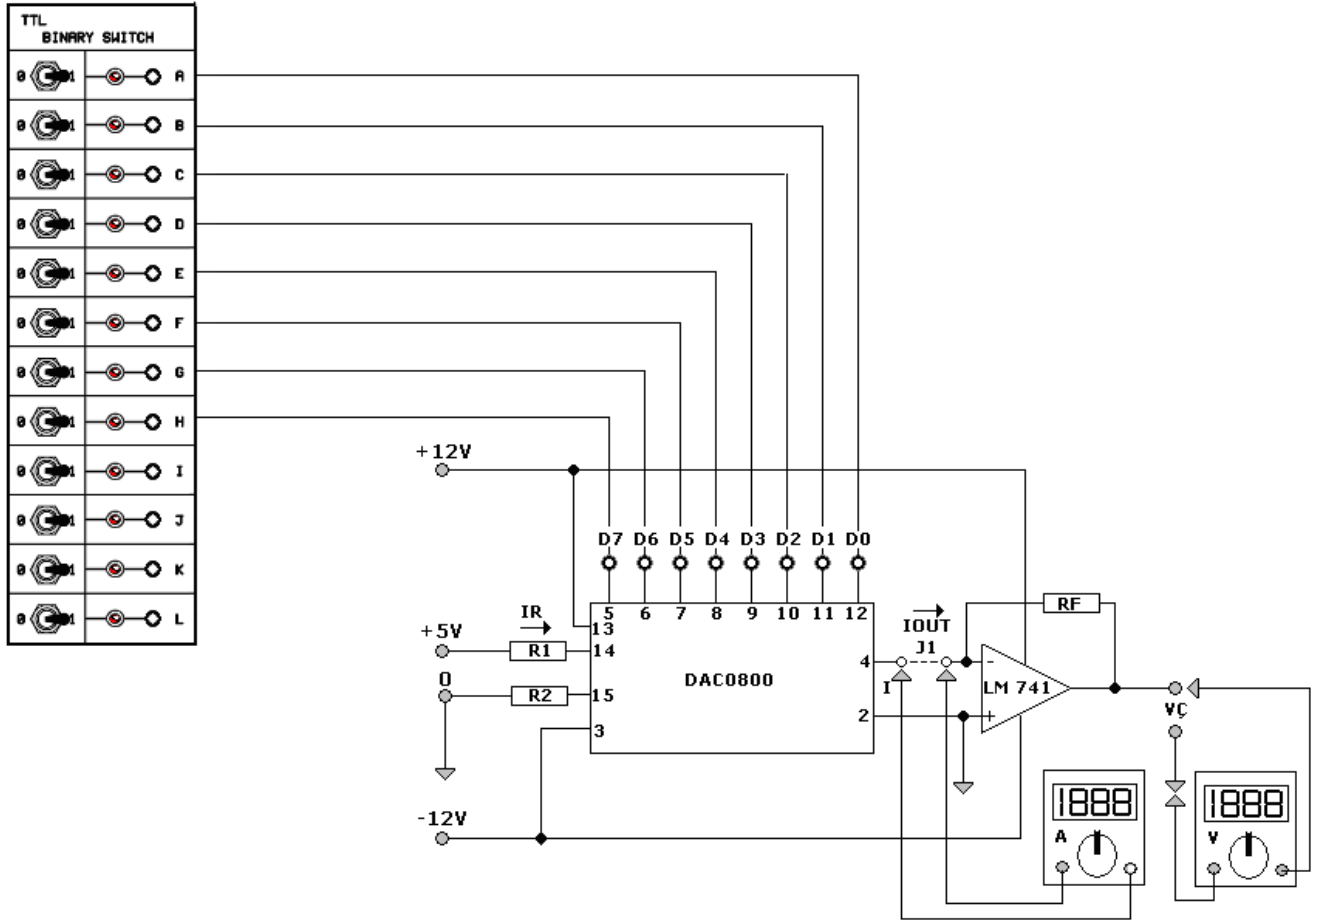 TTL
BINARY SWITCH
0 1 A
0 1 B
0 1 C
0 1 D
0 1 E
0 1 F
0 1 G
0 1 H
0 1 I
0 1 J
0 1 K
0 1 L
+12V
D7 D6 D5 D4 D3 D2 D1 D0
5 6 7 8 9 10 11 12
IR
+5V
R1
13
14
0
R2
15
3
-12V
DAC0800
4
2
IOUT
J1
I
RF
-
LM 741
+
VÇ
1888
A
1888
V